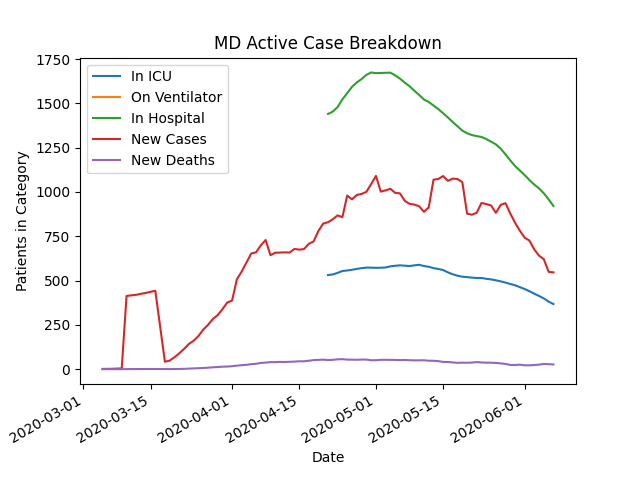 MD Active Case Breakdown
1750
1500
1250
1000
750
500
250
0
Patients in Category
In ICU
On Ventilator
In Hospital
New Cases
New Deaths
2020-03-01
2020-03-15
2020-04-01
2020-04-15
2020-05-01
2020-05-15
2020-06-01
Date